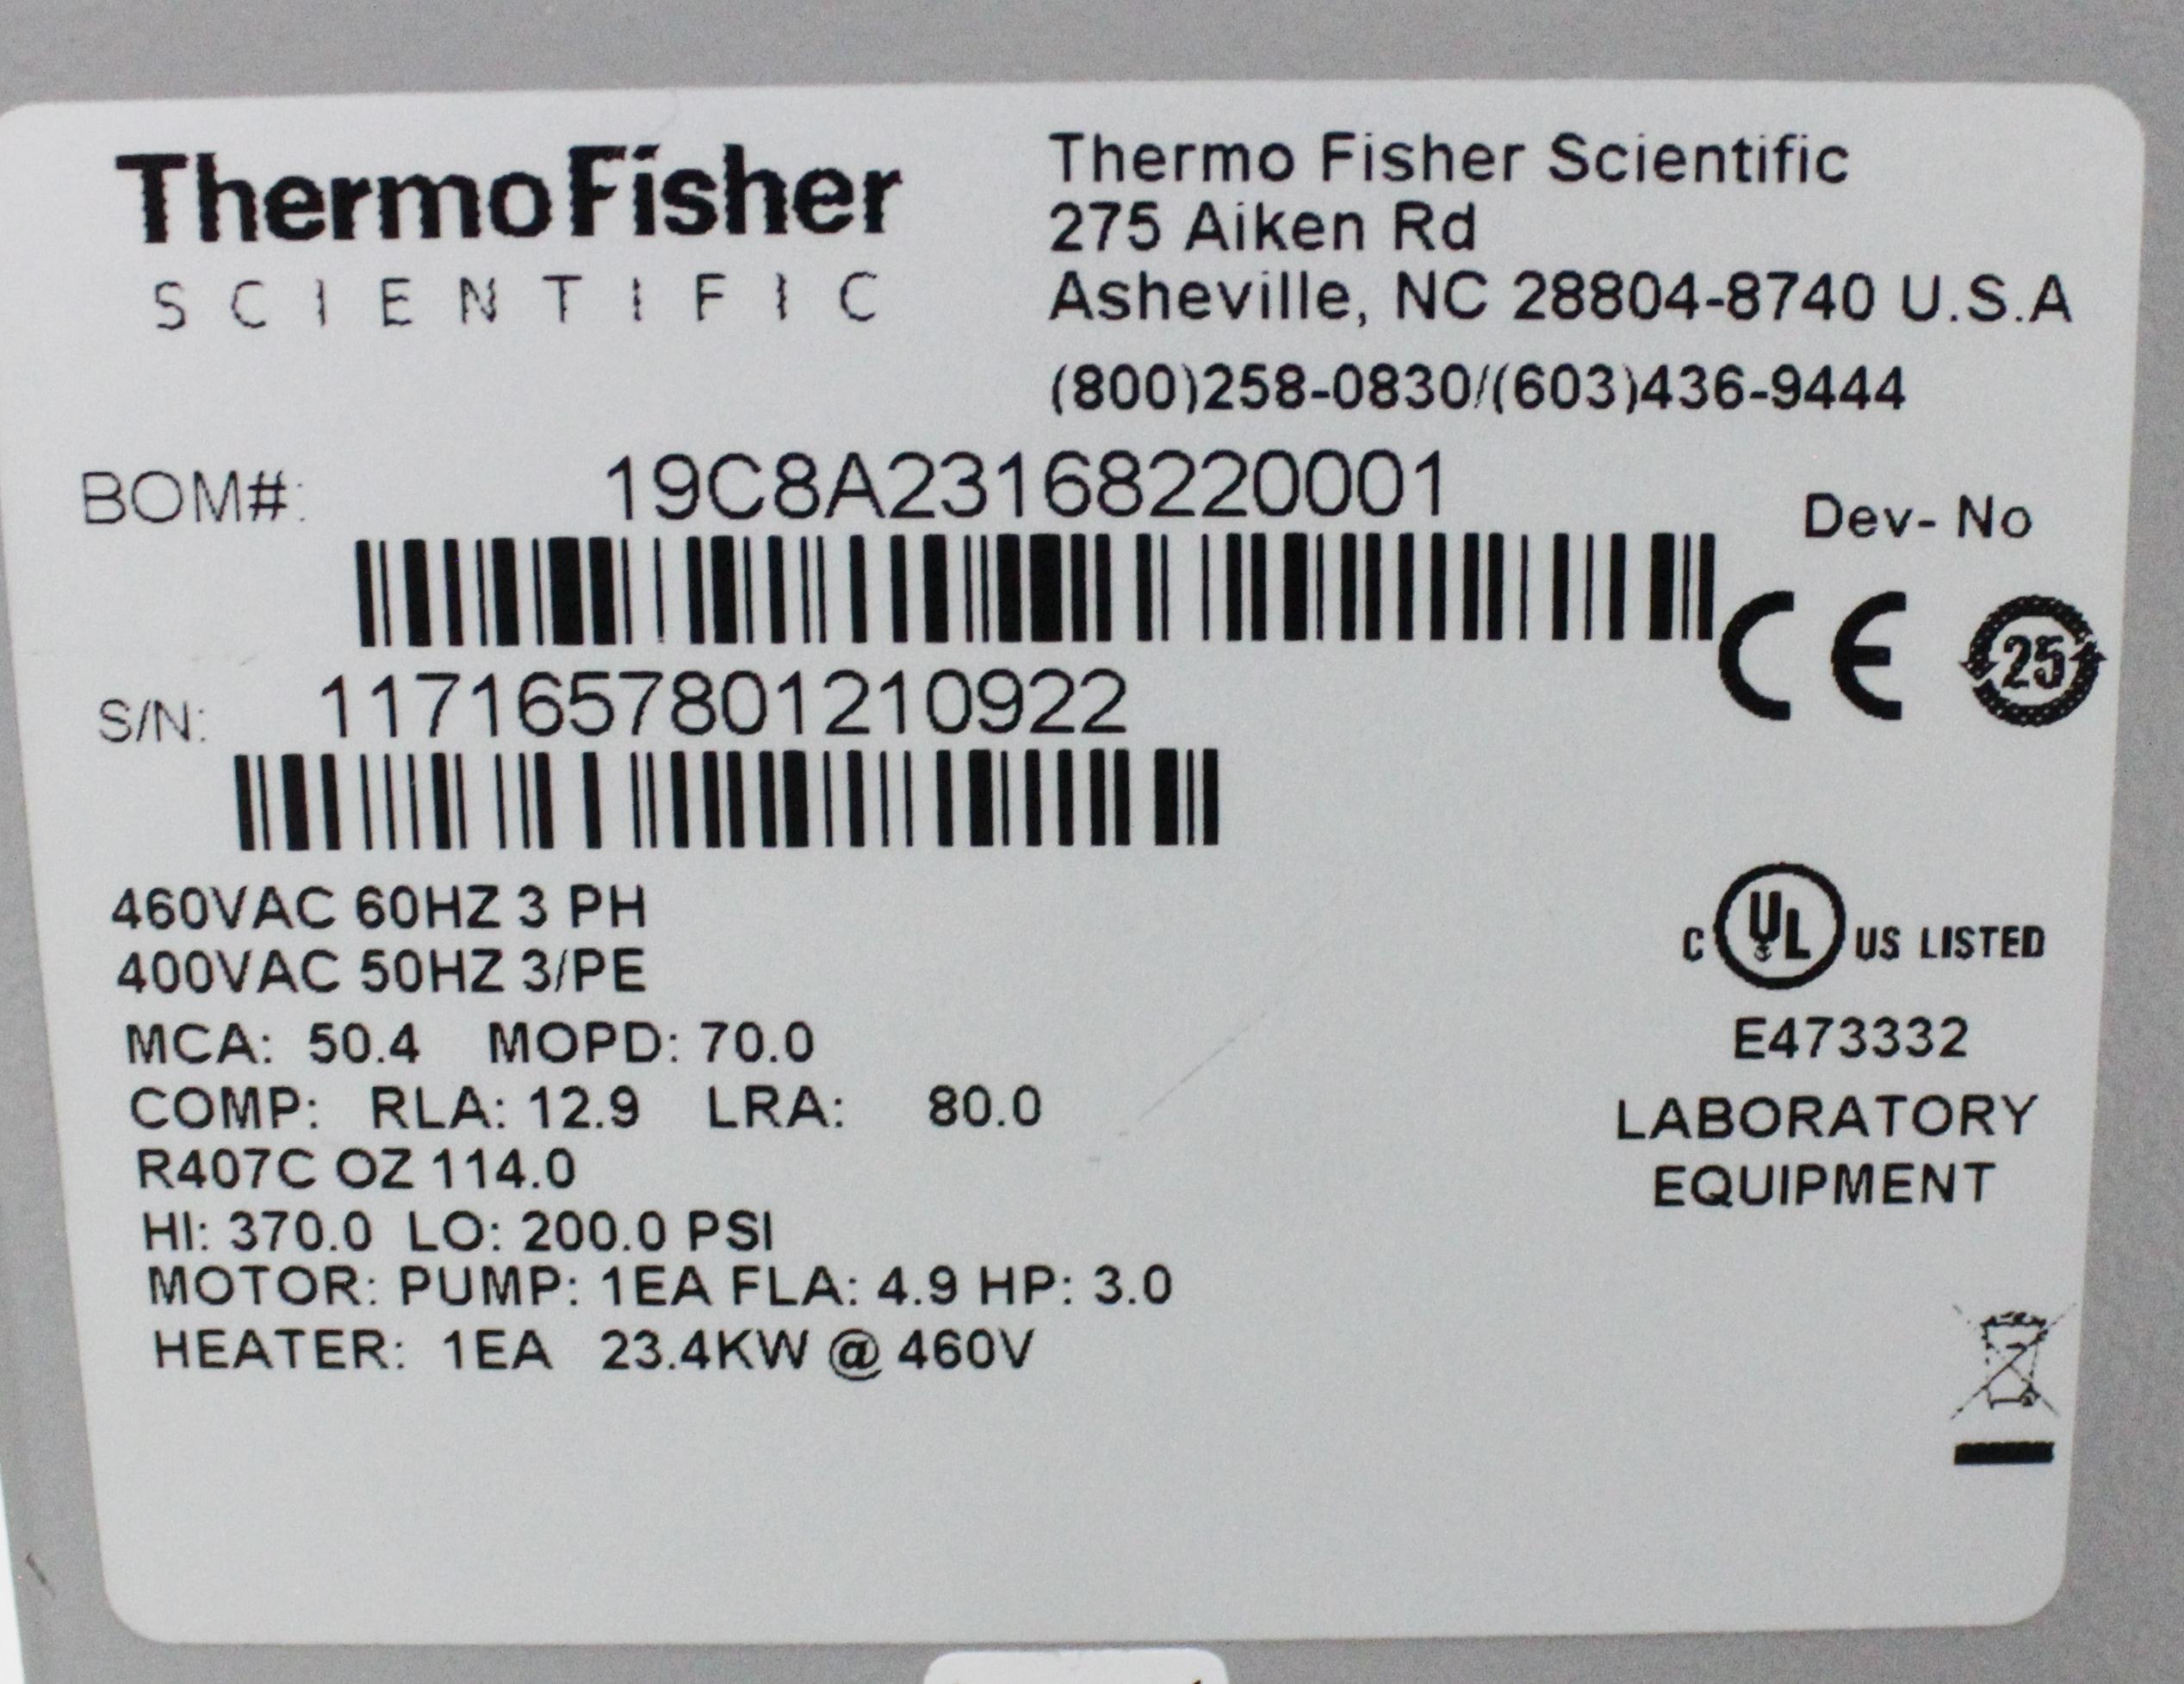 ThermoFisher
SCIENTIFIC
Thermo Fisher Scientific
275 Aiken Rd
Asheville, NC 28804-8740 U.S.A
(800)258-0830/(603)436-9444
BOM#: 19C8A23168220001
Dev- No
CE 25
S/N: 1171657801210922
460VAC 60HZ 3 PH
400VAC 50HZ 3/PE
MCA: 50.4 MOPD: 70.0
COMP: RLA: 12.9 LRA: 80.0
R407C OZ 114.0
HI: 370.0 LO: 200.0 PSI
MOTOR: PUMP: 1EA FLA: 4.9 HP: 3.0
HEATER: 1EA 23.4KW @ 460V
C UL US LISTED
E473332
LABORATORY
EQUIPMENT